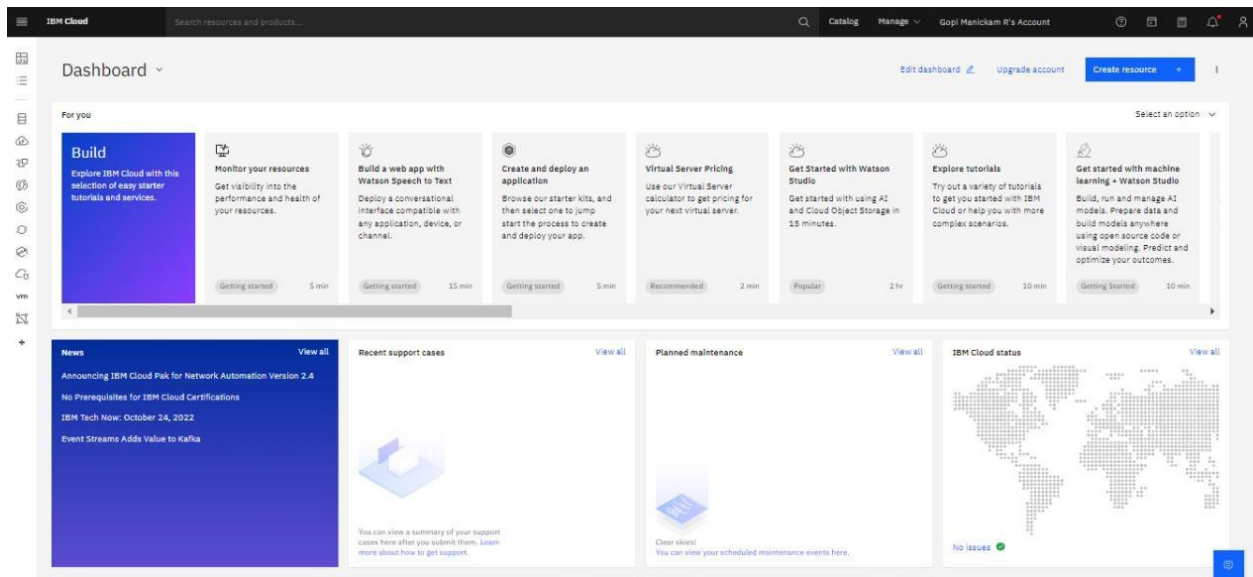 IBM Cloud
Search resources and products...
Catalog
Manage
Gopi Manickam R's Account
Dashboard
Edit dashboard
Upgrade account
Create resource +
For you
Select an option
Build
Explore IBM Cloud with this
selection of easy starter
tutorials and services.
Monitor your resources
Get visibility into the
performance and health of
your resources.
Getting started
5 min
Build a web app with
Watson Speech to Text
Deploy a conversational
interface compatible with
any application, device, or
channel.
Getting started
15 min
Create and deploy an
application
Browse our starter kits, and
then select one to jump
start the process to create
and deploy your app.
Getting started
5 min
Virtual Server Pricing
Use our Virtual Server
calculator to get pricing for
your next virtual server.
Recommended
2 min
Get Started with Watson
Studio
Get started with using AI
and Cloud Object Storage in
15 minutes.
Popular
2 hr
Explore tutorials
Try out a variety of tutorials
to get you started with IBM
Cloud or help you with more
complex scenarios.
Getting started
10 min
Get started with machine
learning + Watson Studio
Build, run and manage AI
models. Prepare data and
build models anywhere
using open source code or
visual modeling. Predict and
optimize your outcomes.
Getting Started
10 min
vm
News
View all
Announcing IBM Cloud Pak for Network Automation Version 2.4
No Prerequisites for IBM Cloud Certifications
IBM Tech Now: October 24, 2022
Event Streams Adds Value to Kafka
Recent support cases
View all
You can view a summary of your support
cases here after you submit them. Learn
more about how to get support.
Planned maintenance
View all
Clear skies!
You can view your scheduled maintenance events here.
IBM Cloud status
View all
No issues